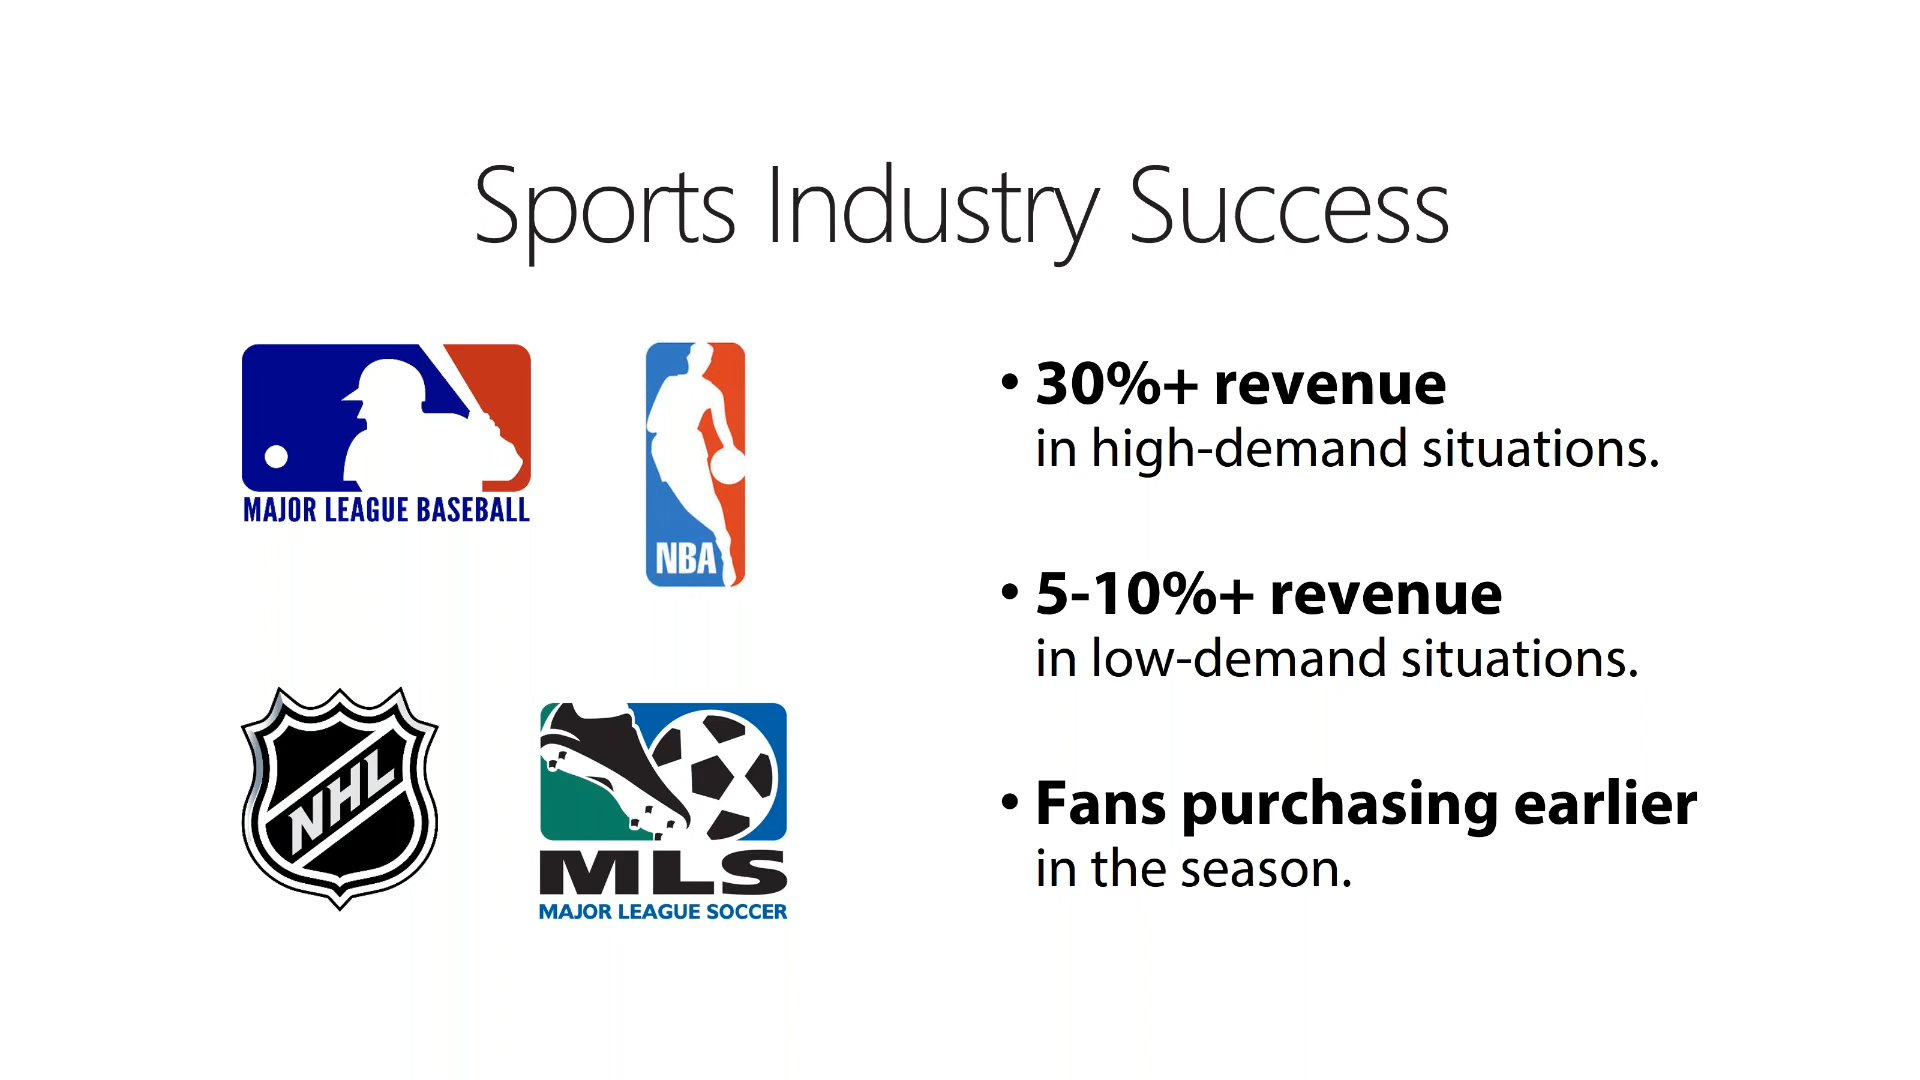 Sports Industry Success
MAJOR LEAGUE BASEBALL
NBA
NHL
MLS
MAJOR LEAGUE SOCCER
• 30%+ revenue
in high-demand situations.
• 5-10%+ revenue
in low-demand situations.
• Fans purchasing earlier
in the season.